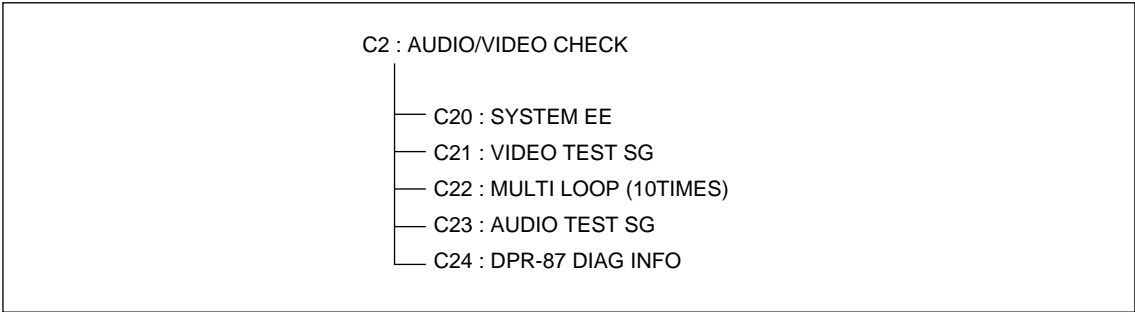 C2 : AUDIO/VIDEO CHECK
C20 : SYSTEM EE
C21 : VIDEO TEST SG
C22 : MULTI LOOP (10TIMES)
C23 : AUDIO TEST SG
C24 : DPR-87 DIAG INFO